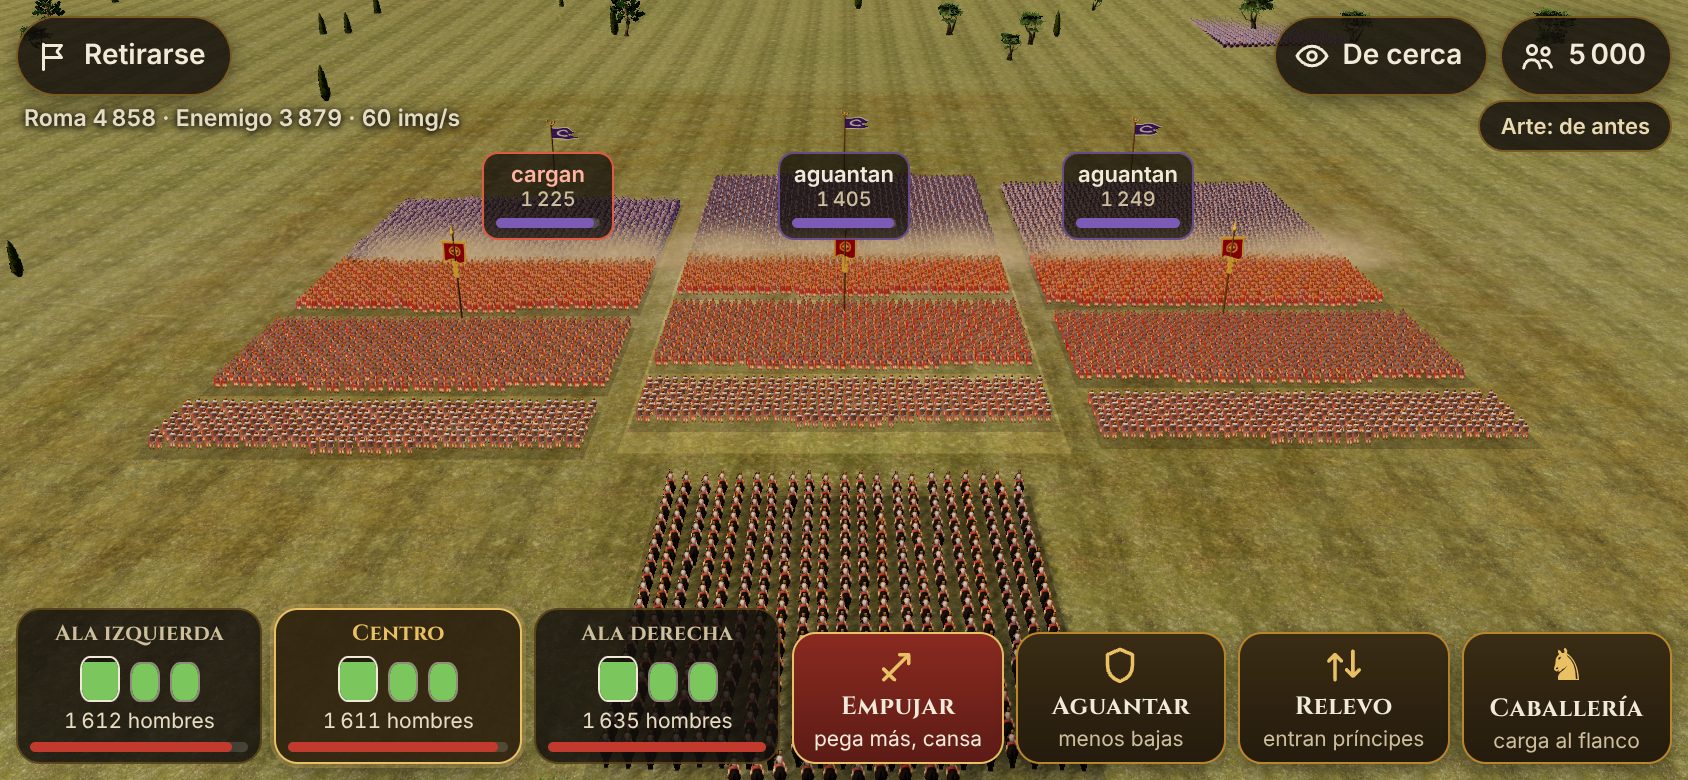 Retirarse
De cerca
5 000
Roma 4 858 · Enemigo 3 879 · 60 img/s
Arte: de antes
cargan
1 225
aguantan
1 405
aguantan
1 249
Ala izquierda
1 612 hombres
Centro
1 611 hombres
Ala derecha
1 635 hombres
Empujar
pega más, cansa
Aguantar
menos bajas
Relevo
entran príncipes
Caballería
carga al flanco